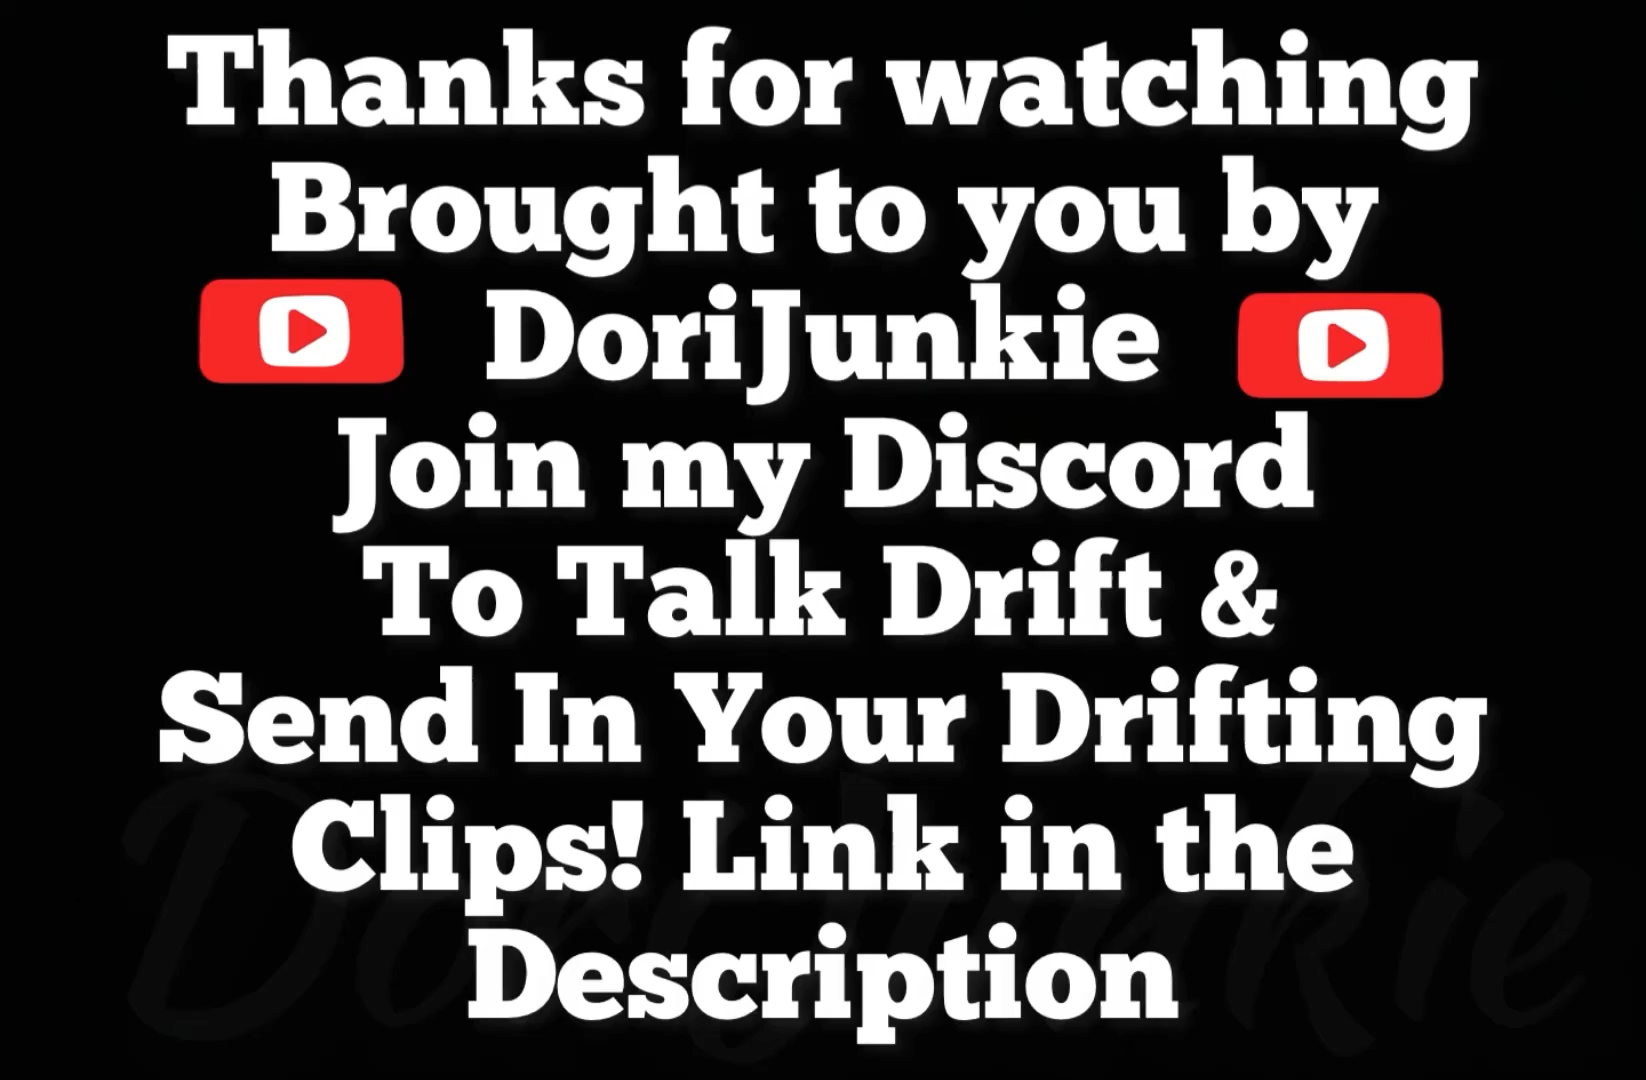 Thanks for watching
Brought to you by
DoriJunkie
Join my Discord
To Talk Drift &
Send In Your Drifting
Clips! Link in the
Description
DoriJunkie